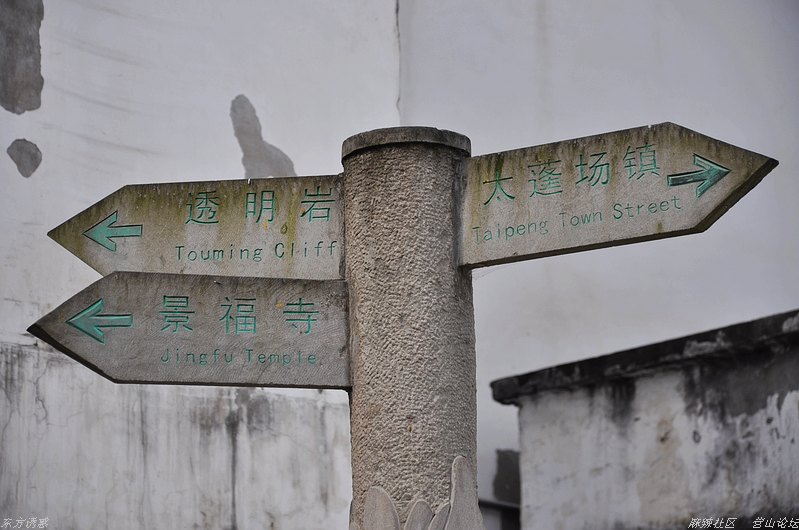 透明岩
Touming Cliff
太蓬场镇
Taipeng Town Street
景福寺
Jingfu Temple
东方诱惑
麻辣社区 营山论坛